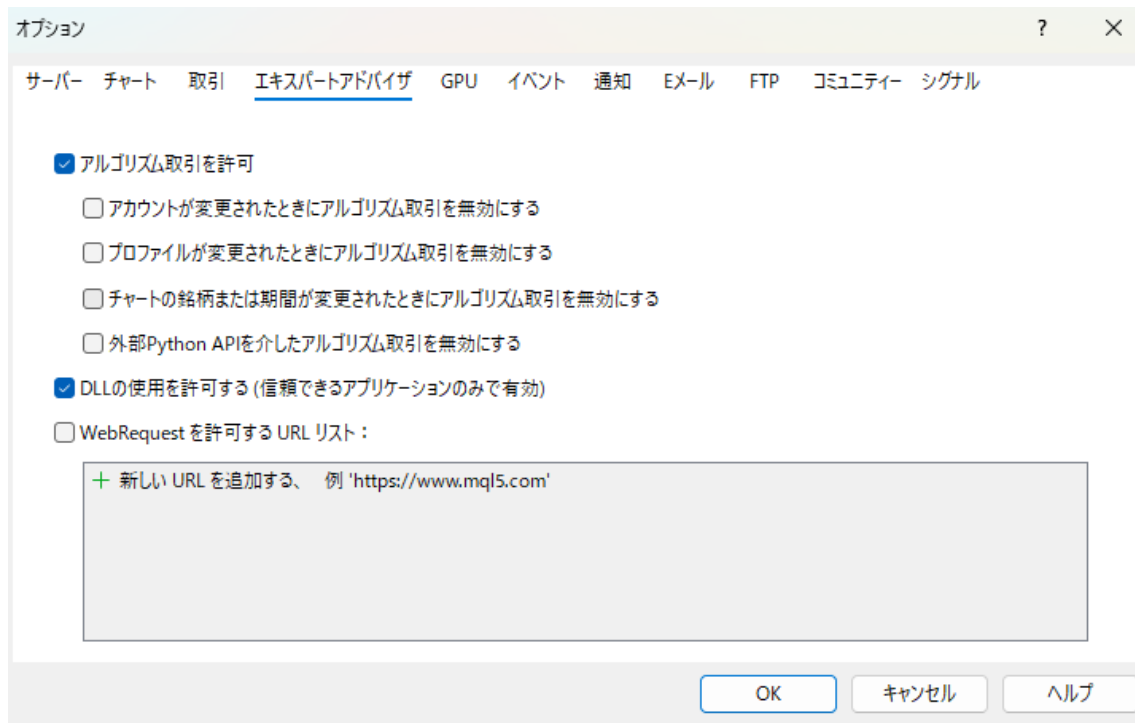 オプション ? ×
サーバー チャート 取引 エキスパートアドバイザ GPU イベント 通知 Eメール FTP コミュニティー シグナル
アルゴリズム取引を許可
アカウントが変更されたときにアルゴリズム取引を無効にする
プロファイルが変更されたときにアルゴリズム取引を無効にする
チャートの銘柄または期間が変更されたときにアルゴリズム取引を無効にする
外部Python APIを介したアルゴリズム取引を無効にする
DLLの使用を許可する (信頼できるアプリケーションのみで有効)
WebRequest を許可する URL リスト：
+ 新しい URL を追加する、 例 'https://www.mql5.com'
OK キャンセル ヘルプ